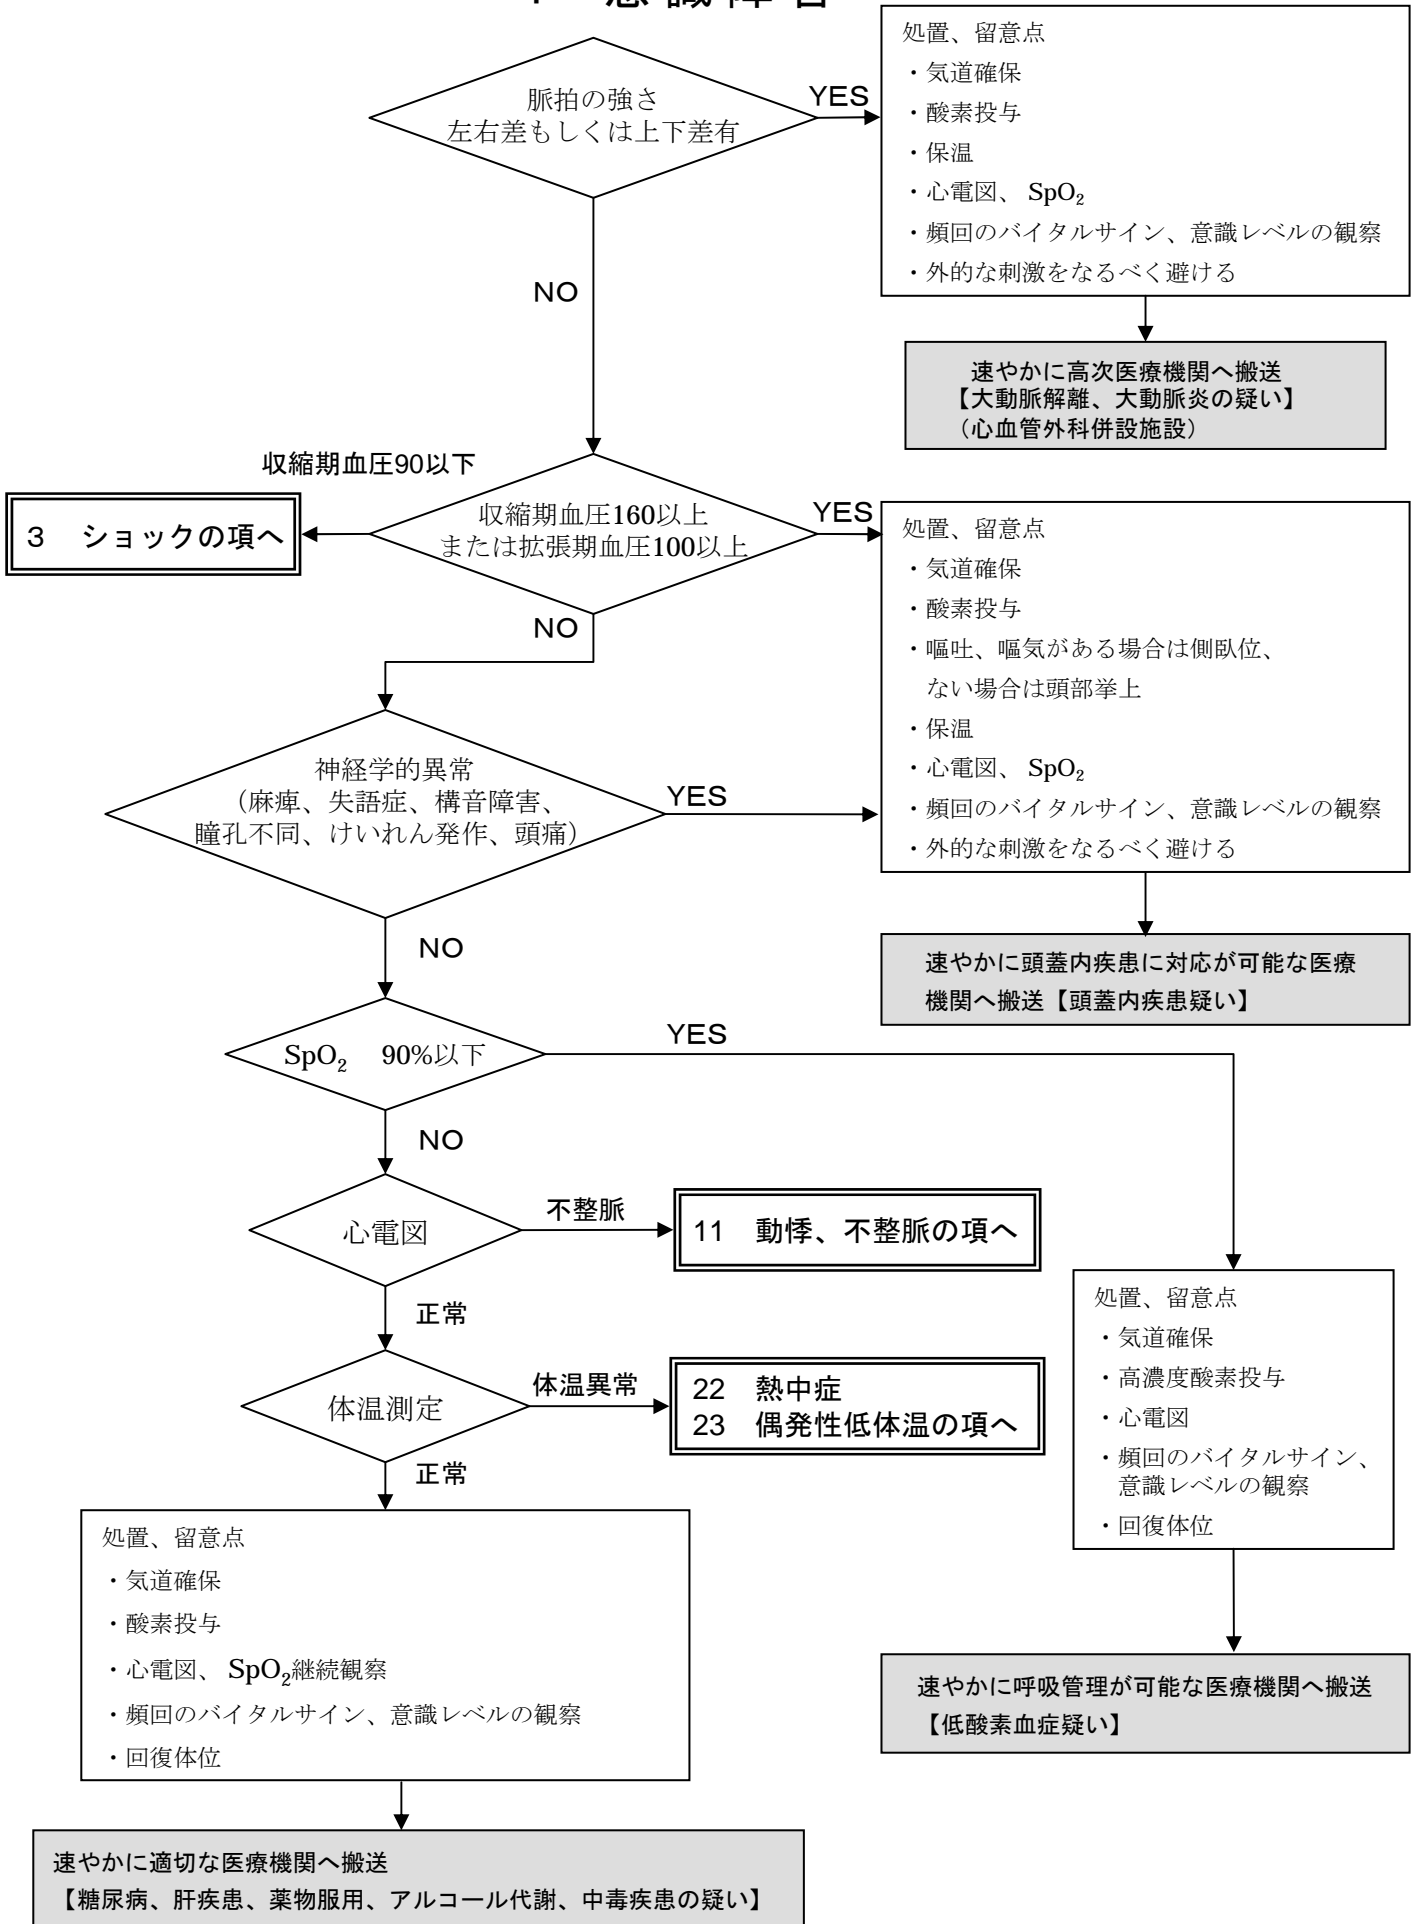 意識障害
脈拍の強さ
左右差もしくは上下差有
YES
処置、留意点
・気道確保
・酸素投与
・保温
・心電図、 SpO₂
・頻回のバイタルサイン、意識レベルの観察
・外的な刺激をなるべく避ける
NO
速やかに高次医療機関へ搬送
【大動脈解離、大動脈炎の疑い】
（心血管外科併設施設）
収縮期血圧90以下
3 ショックの項へ
収縮期血圧160以上
または拡張期血圧100以上
YES
処置、留意点
・気道確保
・酸素投与
・嘔吐、嘔気がある場合は側臥位、
ない場合は頭部挙上
・保温
・心電図、 SpO₂
・頻回のバイタルサイン、意識レベルの観察
・外的な刺激をなるべく避ける
NO
神経学的異常
（麻痺、失語症、構音障害、
瞳孔不同、けいれん発作、頭痛）
YES
速やかに頭蓋内疾患に対応が可能な医療
機関へ搬送【頭蓋内疾患疑い】
NO
SpO₂ 90%以下
YES
NO
心電図
不整脈
11 動悸、不整脈の項へ
正常
体温測定
体温異常
22 熱中症
23 偶発性低体温の項へ
処置、留意点
・気道確保
・高濃度酸素投与
・心電図
・頻回のバイタルサイン、
意識レベルの観察
・回復体位
正常
処置、留意点
・気道確保
・酸素投与
・心電図、 SpO₂継続観察
・頻回のバイタルサイン、意識レベルの観察
・回復体位
速やかに呼吸管理が可能な医療機関へ搬送
【低酸素血症疑い】
速やかに適切な医療機関へ搬送
【糖尿病、肝疾患、薬物服用、アルコール代謝、中毒疾患の疑い】